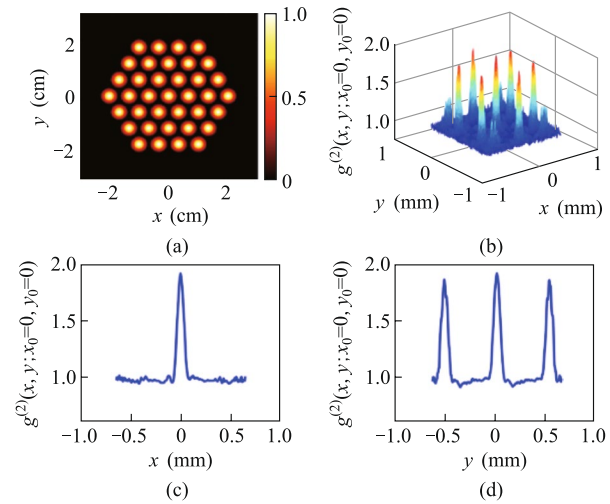 2
0
−2
y (cm)
−2 0 2
x (cm)
1.0
0.5
0
(a)
2.0
1.5
1.0
g(2)(x, y; x0=0, y0=0)
1
0
−1
y (mm)
−1
0
1
x (mm)
(b)
2.0
1.5
1.0
g(2)(x, y; x0=0, y0=0)
−1.0 −0.5 0 0.5 1.0
x (mm)
(c)
2.0
1.5
1.0
g(2)(x, y; x0=0, y0=0)
−1.0 −0.5 0 0.5 1.0
y (mm)
(d)